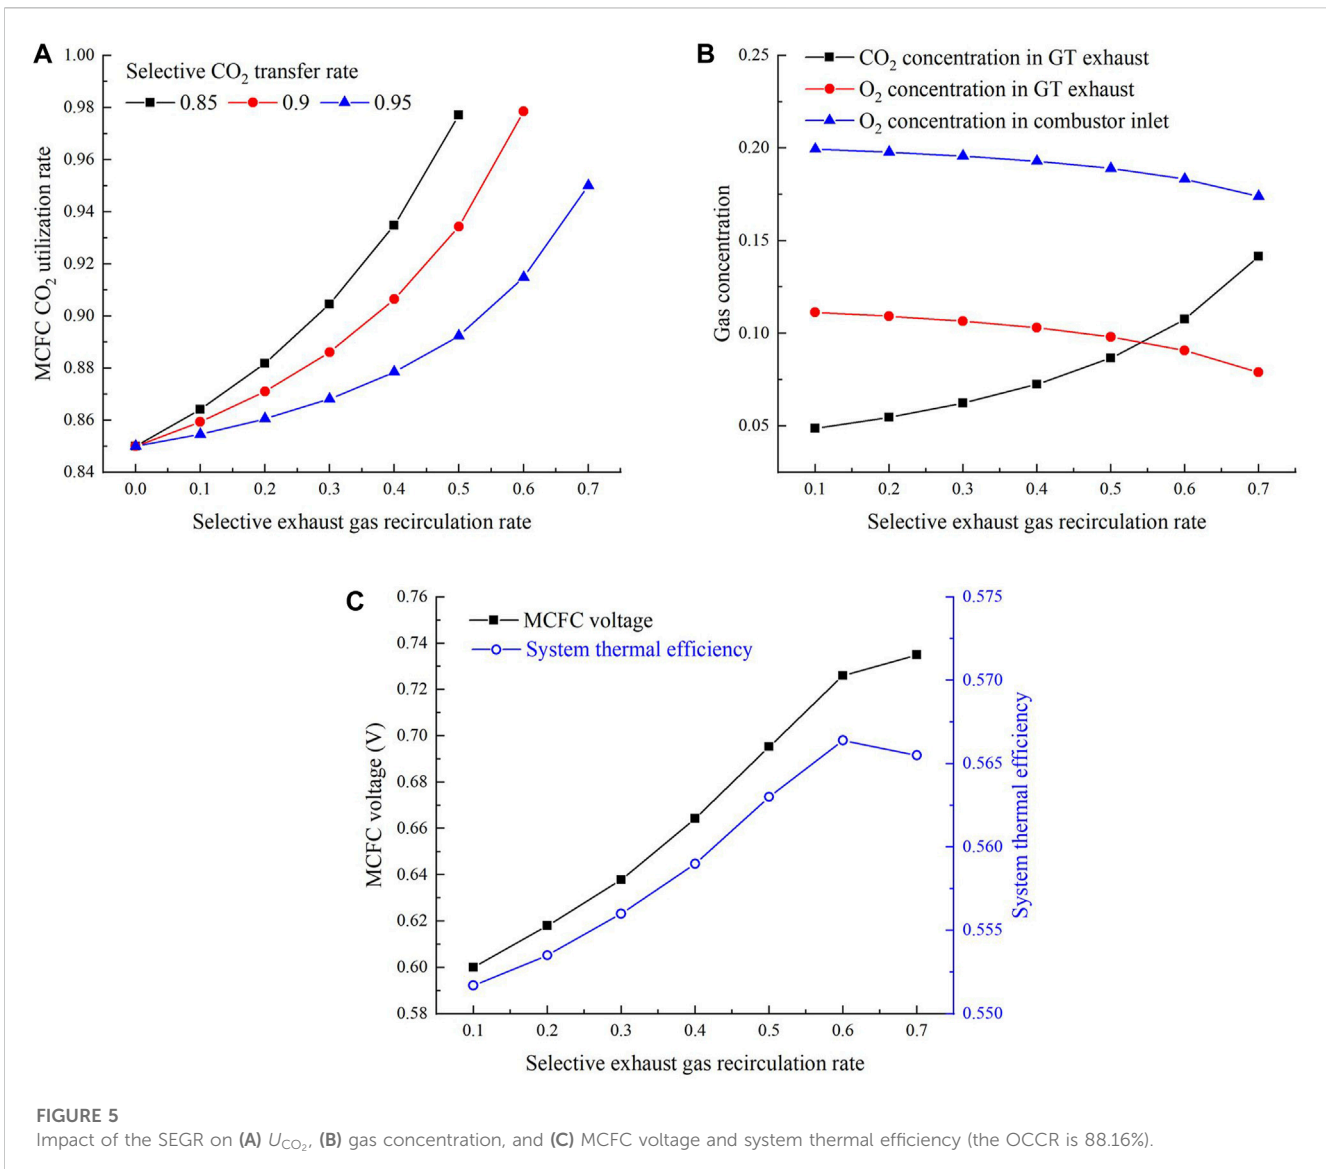 A
1.00
0.98
0.96
0.94
0.92
0.90
0.88
0.86
0.84
MCFC CO2 utilization rate
Selective CO2 transfer rate
0.85 0.9 0.95
0.0 0.1 0.2 0.3 0.4 0.5 0.6 0.7
Selective exhaust gas recirculation rate
B
0.25
0.20
0.15
0.10
0.05
Gas concentration
CO2 concentration in GT exhaust
O2 concentration in GT exhaust
O2 concentration in combustor inlet
0.1 0.2 0.3 0.4 0.5 0.6 0.7
Selective exhaust gas recirculation rate
C
0.76
0.74
0.72
0.70
0.68
0.66
0.64
0.62
0.60
0.58
MCFC voltage (V)
MCFC voltage
System thermal efficiency
0.575
0.570
0.565
0.560
0.555
0.550
System thermal efficiency
0.1 0.2 0.3 0.4 0.5 0.6 0.7
Selective exhaust gas recirculation rate
FIGURE 5
Impact of the SEGR on (A) UCO2, (B) gas concentration, and (C) MCFC voltage and system thermal efficiency (the OCCR is 88.16%).